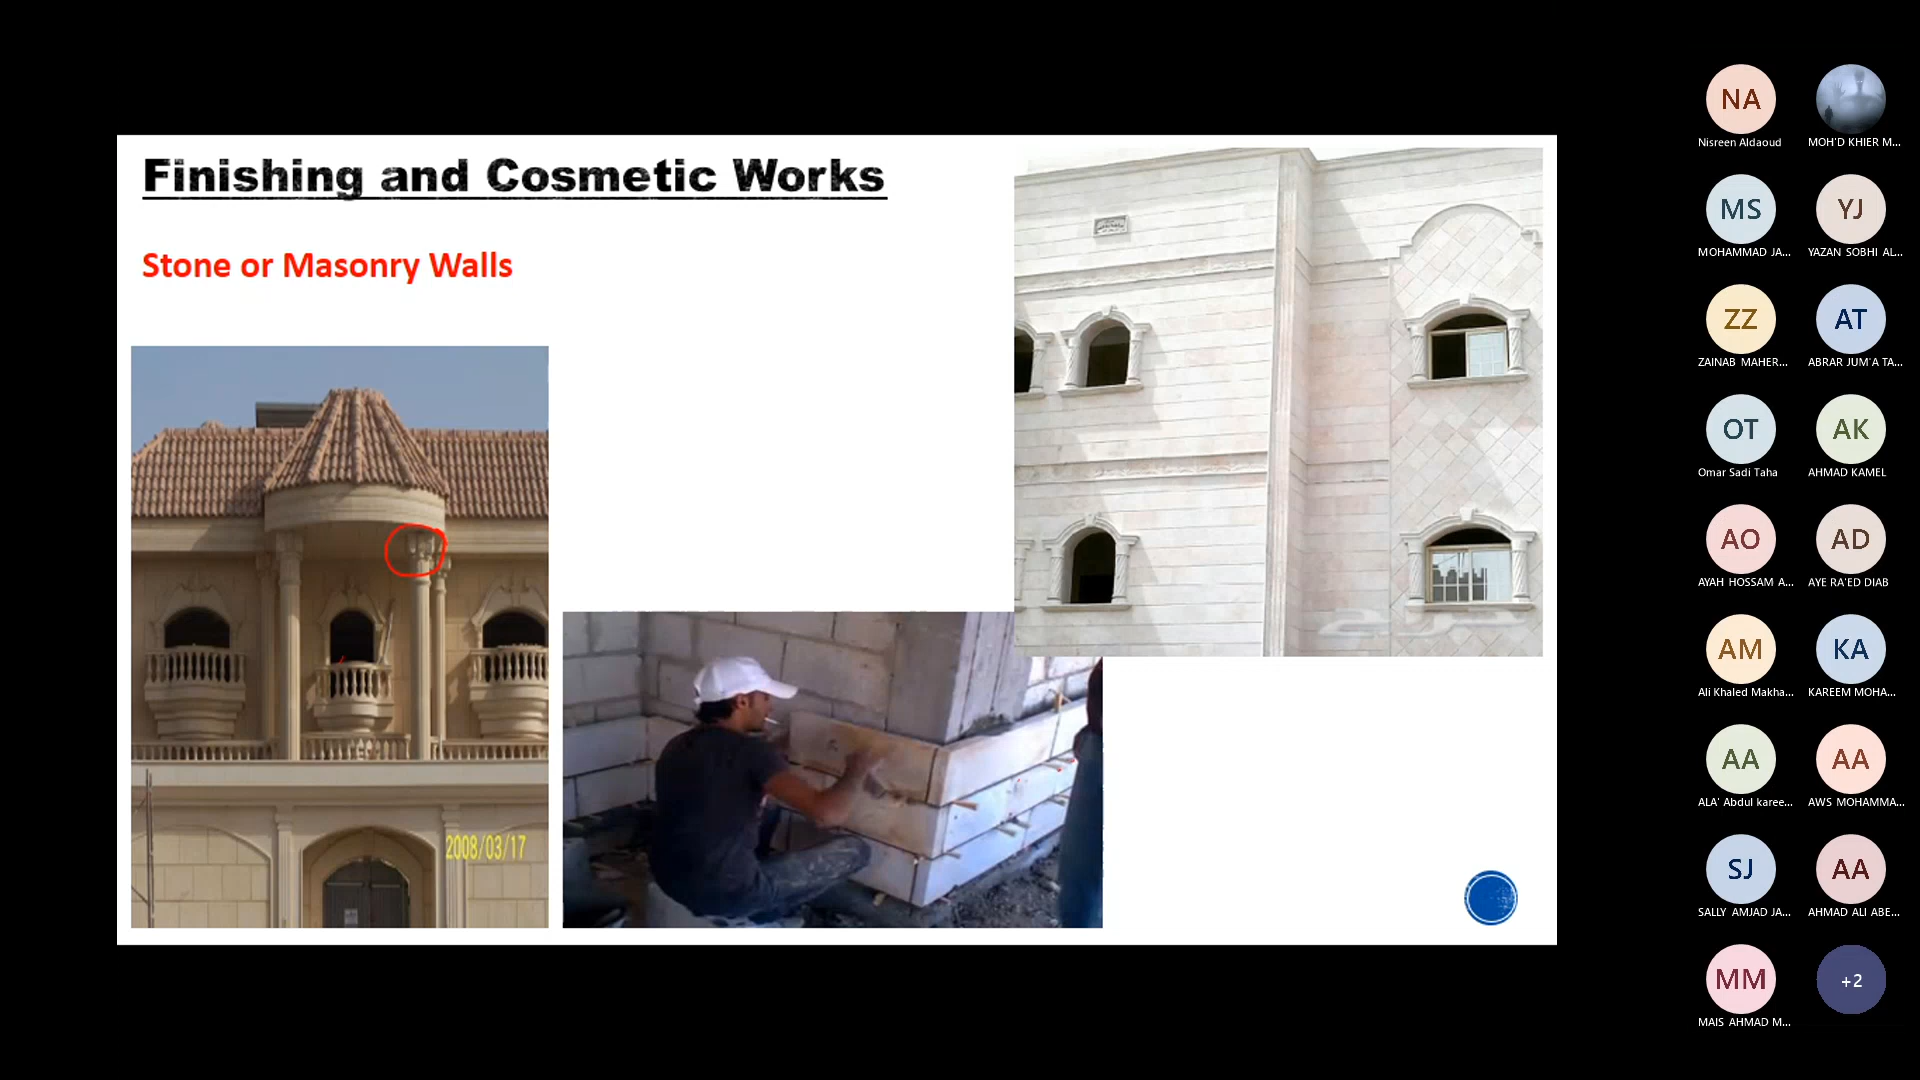 Finishing and Cosmetic Works
Stone or Masonry Walls
2008/03/17
NA
Nisreen Aldaoud
MOH'D KHIER M...
MS
MOHAMMAD JA...
YJ
YAZAN SOBHI AL...
ZZ
ZAINAB MAHER...
AT
ABRAR JUM'A TA...
OT
Omar Sadi Taha
AK
AHMAD KAMEL
AO
AYAH HOSSAM A...
AD
AYE RA'ED DIAB
AM
Ali Khaled Makha...
KA
KAREEM MOHA...
AA
ALA' Abdul karee...
AA
AWS MOHAMMA...
SJ
SALLY AMJAD JA...
AA
AHMAD ALI ABE...
MM
MAIS AHMAD M...
+2